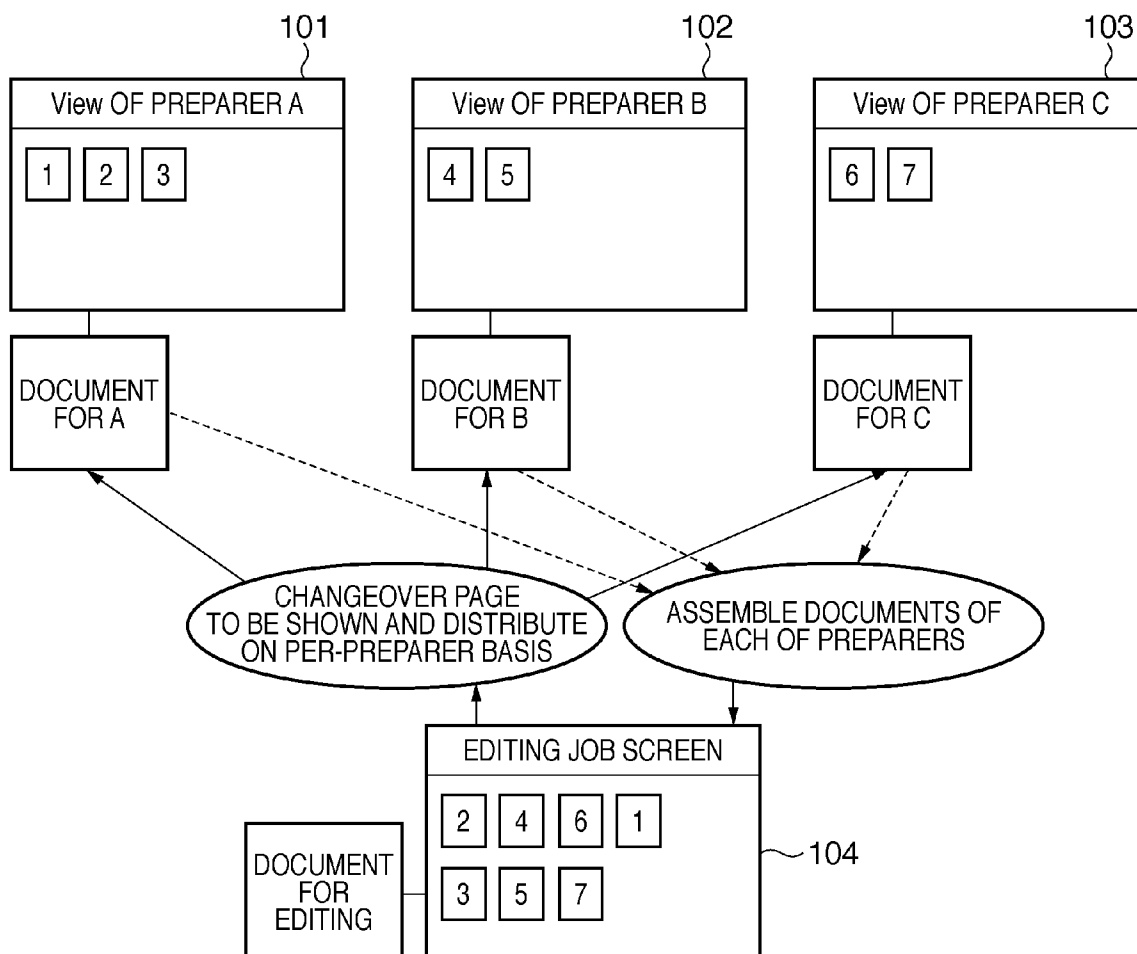 101
102
103
View OF PREPARER A
View OF PREPARER B
View OF PREPARER C
1 2 3
4 5
6 7
DOCUMENT
FOR A
DOCUMENT
FOR B
DOCUMENT
FOR C
CHANGEOVER PAGE
TO BE SHOWN AND DISTRIBUTE
ON PER-PREPARER BASIS
ASSEMBLE DOCUMENTS OF
EACH OF PREPARERS
EDITING JOB SCREEN
2 4 6 1
3 5 7
104
DOCUMENT
FOR
EDITING